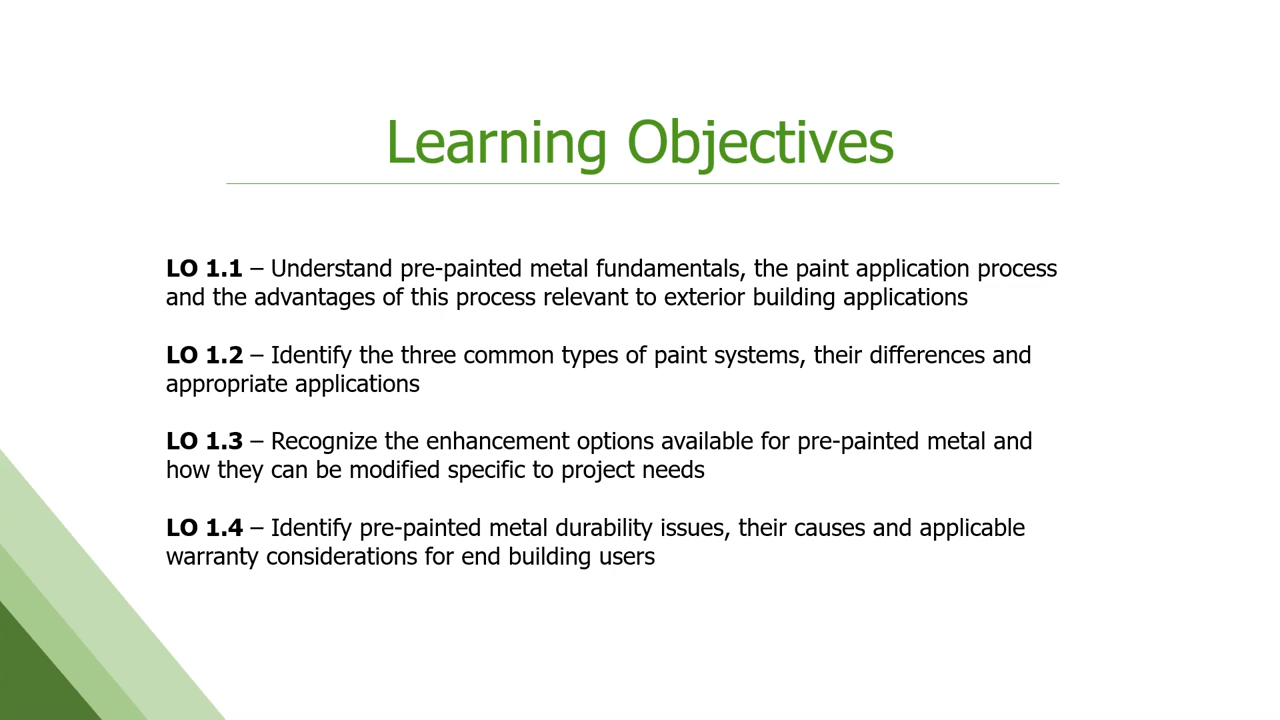 Learning Objectives
LO 1.1 – Understand pre-painted metal fundamentals, the paint application process
and the advantages of this process relevant to exterior building applications
LO 1.2 – Identify the three common types of paint systems, their differences and
appropriate applications
LO 1.3 – Recognize the enhancement options available for pre-painted metal and
how they can be modified specific to project needs
LO 1.4 – Identify pre-painted metal durability issues, their causes and applicable
warranty considerations for end building users